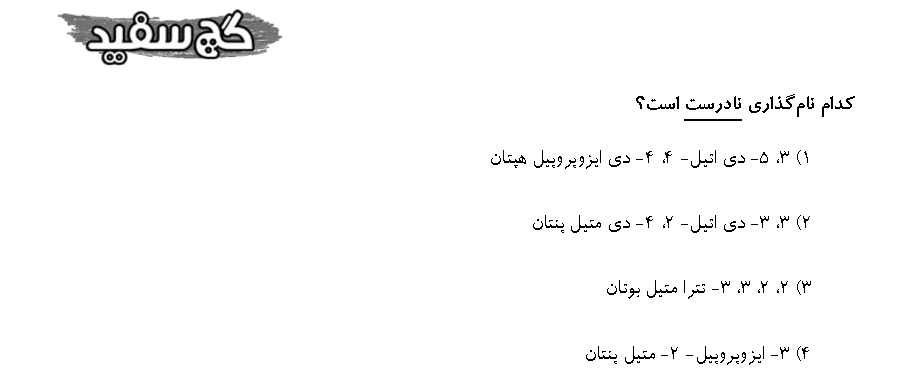 گچ سفید
کدام نام‌گذاری نادرست است؟
۱) ۳، ۵- دی اتیل- ۴، ۴- دی ایزوپروپیل هپتان
۲) ۳، ۳- دی اتیل- ۲، ۴- دی متیل پنتان
۳) ۲، ۲، ۳، ۳- تترا متیل بوتان
۴) ۳- ایزوپروپیل- ۲- متیل پنتان